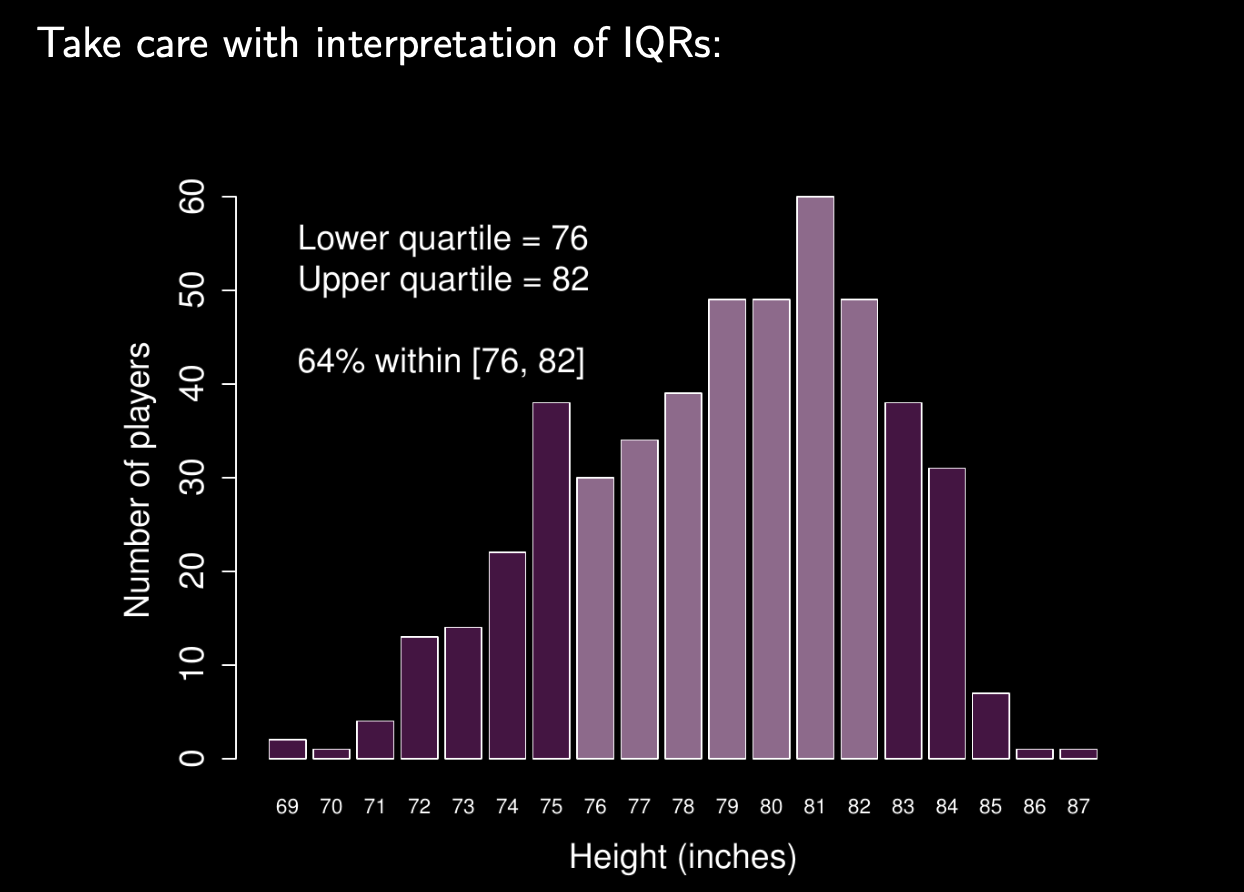 Take care with interpretation of IQRs:
Lower quartile = 76
Upper quartile = 82
64% within [76, 82]
Number of players
60
50
40
30
20
10
0
69 70 71 72 73 74 75 76 77 78 79 80 81 82 83 84 85 86 87
Height (inches)